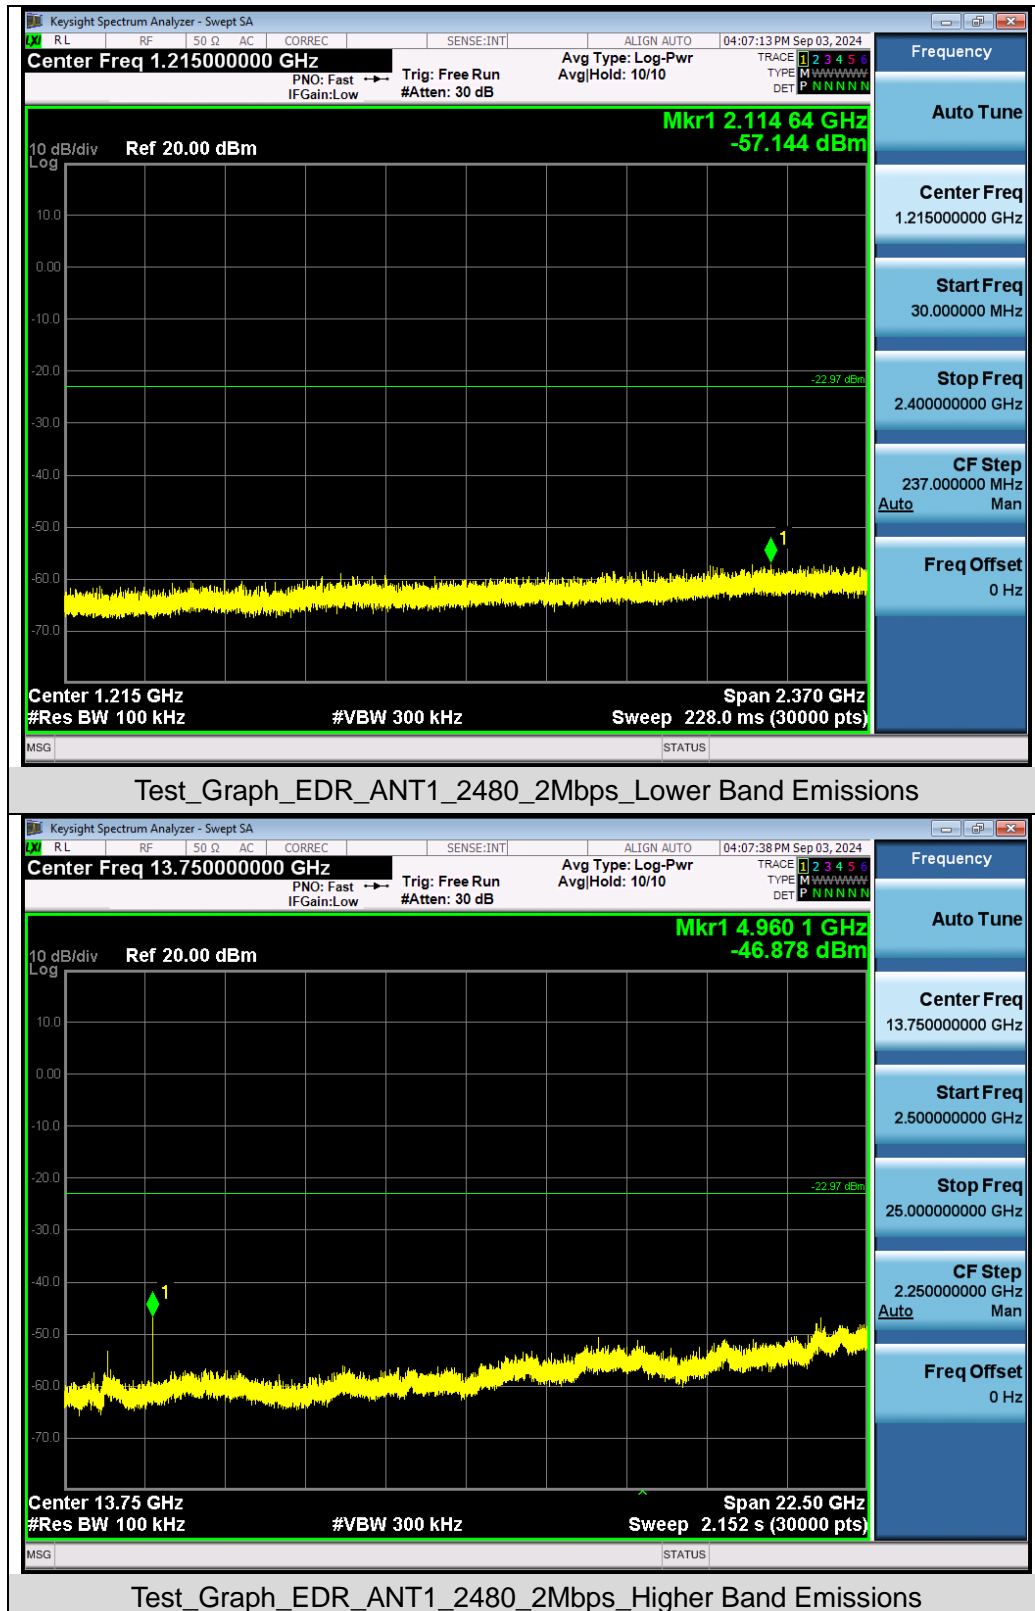 Keysight Spectrum Analyzer - Swept SA
LXI RL RF 50 Ω AC CORREC SENSE:INT ALIGN AUTO 04:07:13 PM Sep 03, 2024
Center Freq 1.215000000 GHz
PNO: Fast
IFGain:Low
Trig: Free Run
#Atten: 30 dB
Avg Type: Log-Pwr
Avg|Hold: 10/10
TRACE 1 2 3 4 5 6
TYPE M WWWWW
DET P N N N N N
Mkr1 2.114 64 GHz
-57.144 dBm
10 dB/div Ref 20.00 dBm
Log
10.0
0.00
-10.0
-20.0
-22.97 dBm
-30.0
-40.0
-50.0
1
-60.0
-70.0
Center 1.215 GHz Span 2.370 GHz
#Res BW 100 kHz #VBW 300 kHz Sweep 228.0 ms (30000 pts)
MSG STATUS
Frequency
Auto Tune
Center Freq
1.215000000 GHz
Start Freq
30.000000 MHz
Stop Freq
2.400000000 GHz
CF Step
237.000000 MHz
Auto Man
Freq Offset
0 Hz
Test_Graph_EDR_ANT1_2480_2Mbps_Lower Band Emissions
Keysight Spectrum Analyzer - Swept SA
LXI RL RF 50 Ω AC CORREC SENSE:INT ALIGN AUTO 04:07:38 PM Sep 03, 2024
Center Freq 13.750000000 GHz
PNO: Fast
IFGain:Low
Trig: Free Run
#Atten: 30 dB
Avg Type: Log-Pwr
Avg|Hold: 10/10
TRACE 1 2 3 4 5 6
TYPE M WWWWW
DET P N N N N N
Mkr1 4.960 1 GHz
-46.878 dBm
10 dB/div Ref 20.00 dBm
Log
10.0
0.00
-10.0
-20.0
-22.97 dBm
-30.0
-40.0
1
-50.0
-60.0
-70.0
Center 13.75 GHz Span 22.50 GHz
#Res BW 100 kHz #VBW 300 kHz Sweep 2.152 s (30000 pts)
MSG STATUS
Frequency
Auto Tune
Center Freq
13.750000000 GHz
Start Freq
2.500000000 GHz
Stop Freq
25.000000000 GHz
CF Step
2.250000000 GHz
Auto Man
Freq Offset
0 Hz
Test_Graph_EDR_ANT1_2480_2Mbps_Higher Band Emissions